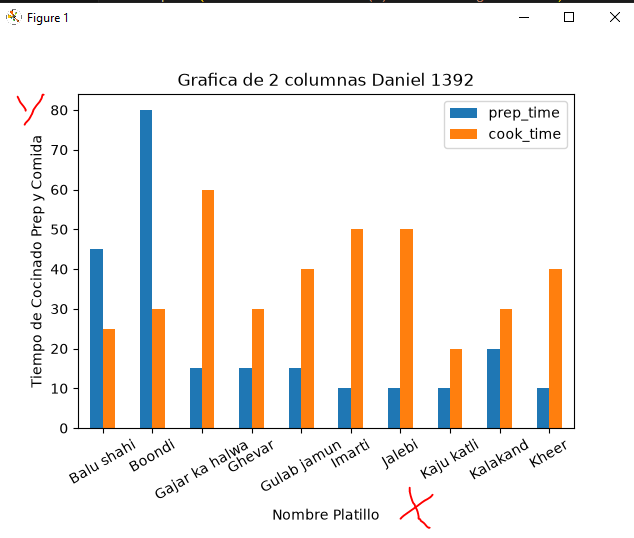 Figure 1
Grafica de 2 columnas Daniel 1392
prep_time
cook_time
Tiempo de Cocinado Prep y Comida
80
70
60
50
40
30
20
10
0
Balu shahi
Boondi
Gajar ka halwa
Ghevar
Gulab jamun
Imarti
Jalebi
Kaju katli
Kalakand
Kheer
Nombre Platillo
y
x